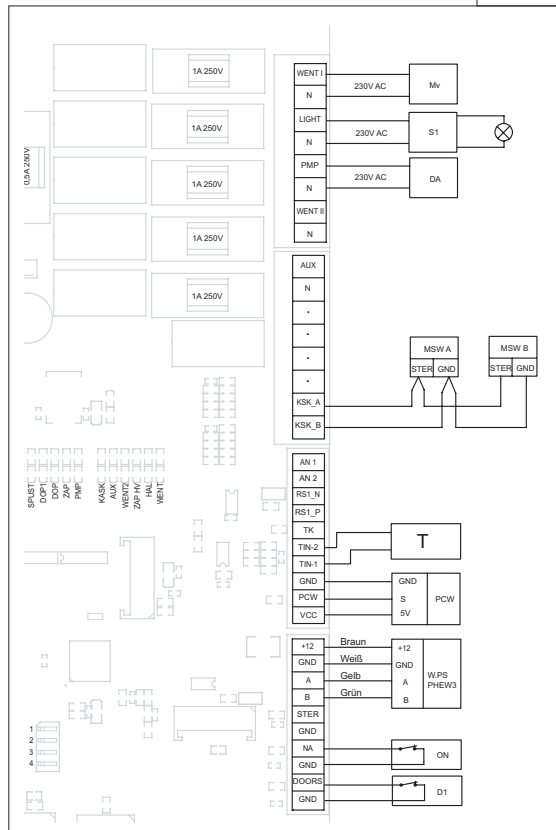 1A 250V
1A 250V
1A 250V
1A 250V
1A 250V
0,5A 250V
WENT I
N
LIGHT
N
PMP
N
WENT II
N
230V AC
Mv
230V AC
S1
230V AC
DA
AUX
N
-
-
-
-
KSK_A
KSK_B
MSW A
STER GND
MSW B
STER GND
SPUST
DOP1
DOP
ZAP
PMP
KASK
AUX
WENT2
ZAP HV
HAL
WENT
AN 1
AN 2
RS1_N
RS1_P
TK
TIN-2
TIN-1
GND
PCW
VCC
T
GND
S
5V
PCW
+12
GND
A
B
STER
GND
NA
GND
DOORS
GND
Braun
Weiß
Gelb
Grün
+12
GND
A
B
W.PS
PHEW3
ON
D1
1
2
3
4